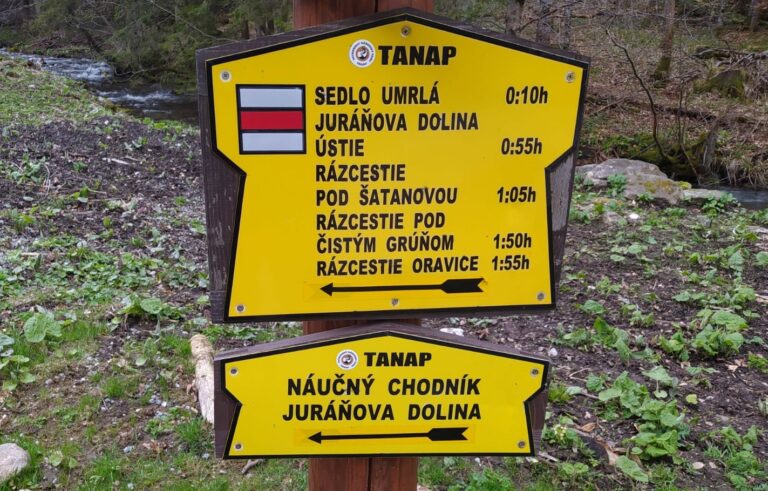 TANAP
SEDLO UMRLÁ 0:10h
JURÁŇOVA DOLINA
ÚSTIE 0:55h
RÁZCESTIE
POD ŠATANOVOU 1:05h
RÁZCESTIE POD
ČISTÝM GRÚŇOM 1:50h
RÁZCESTIE ORAVICE 1:55h
TANAP
NÁUČNÝ CHODNÍK
JURÁŇOVA DOLINA